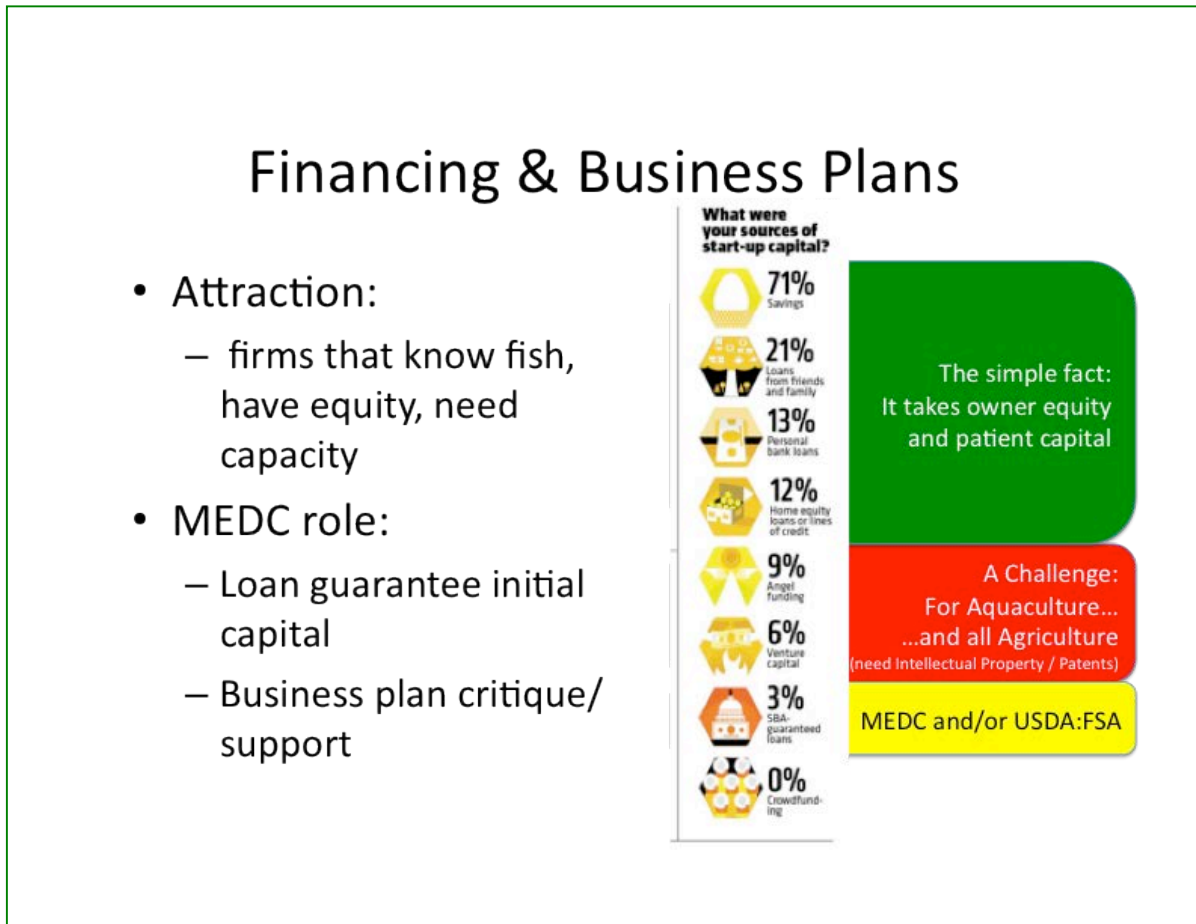 Financing & Business Plans
• Attraction:
– firms that know fish,
have equity, need
capacity
• MEDC role:
– Loan guarantee initial
capital
– Business plan critique/
support
What were
your sources of
start-up capital?
71%
Savings
21%
Loans
from friends
and family
13%
Personal
bank loans
12%
Home equity
loans or lines
of credit
9%
Angel
funding
6%
Venture
capital
3%
SBA-
guaranteed
loans
0%
Crowdfund-
ing
The simple fact:
It takes owner equity
and patient capital
A Challenge:
For Aquaculture…
…and all Agriculture
(need Intellectual Property / Patents)
MEDC and/or USDA:FSA